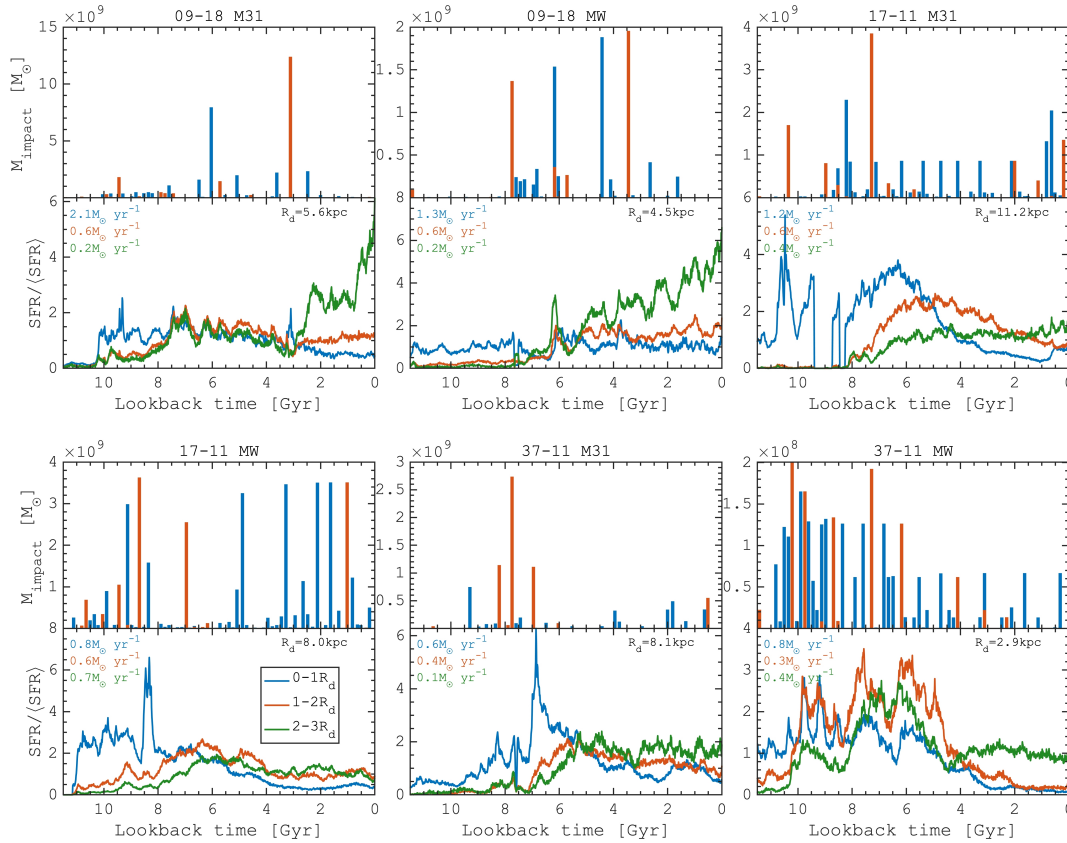 ×10⁹ 09-18 M31
15
10
5
M_impact [M_⊙]
×10⁹ 09-18 MW
2
1.5
1
0.5
0
×10⁹ 17-11 M31
4
3
2
1
2.1M_⊙ yr⁻¹
0.6M_⊙ yr⁻¹
0.2M_⊙ yr⁻¹
R_d=5.6kpc
SFR/⟨SFR⟩
6
4
2
0
10 8 6 4 2 0
Lookback time [Gyr]
1.3M_⊙ yr⁻¹
0.6M_⊙ yr⁻¹
0.2M_⊙ yr⁻¹
R_d=4.5kpc
6
4
2
0
10 8 6 4 2 0
Lookback time [Gyr]
1.2M_⊙ yr⁻¹
0.6M_⊙ yr⁻¹
0.4M_⊙ yr⁻¹
R_d=11.2kpc
6
5
4
3
2
1
0
10 8 6 4 2 0
Lookback time [Gyr]
×10⁹ 17-11 MW
4
3
2
1
M_impact [M_⊙]
×10⁹ 37-11 M31
3
2.5
2
1.5
1
0.5
×10⁸ 37-11 MW
2
1.5
1
0.5
0.8M_⊙ yr⁻¹
0.6M_⊙ yr⁻¹
0.7M_⊙ yr⁻¹
R_d=8.0kpc
0-1R_d
1-2R_d
2-3R_d
SFR/⟨SFR⟩
8
6
4
2
0
10 8 6 4 2 0
Lookback time [Gyr]
0.6M_⊙ yr⁻¹
0.4M_⊙ yr⁻¹
0.1M_⊙ yr⁻¹
R_d=8.1kpc
6
4
2
0
10 8 6 4 2 0
Lookback time [Gyr]
0.8M_⊙ yr⁻¹
0.3M_⊙ yr⁻¹
0.4M_⊙ yr⁻¹
R_d=2.9kpc
4
3
2
1
0
10 8 6 4 2 0
Lookback time [Gyr]